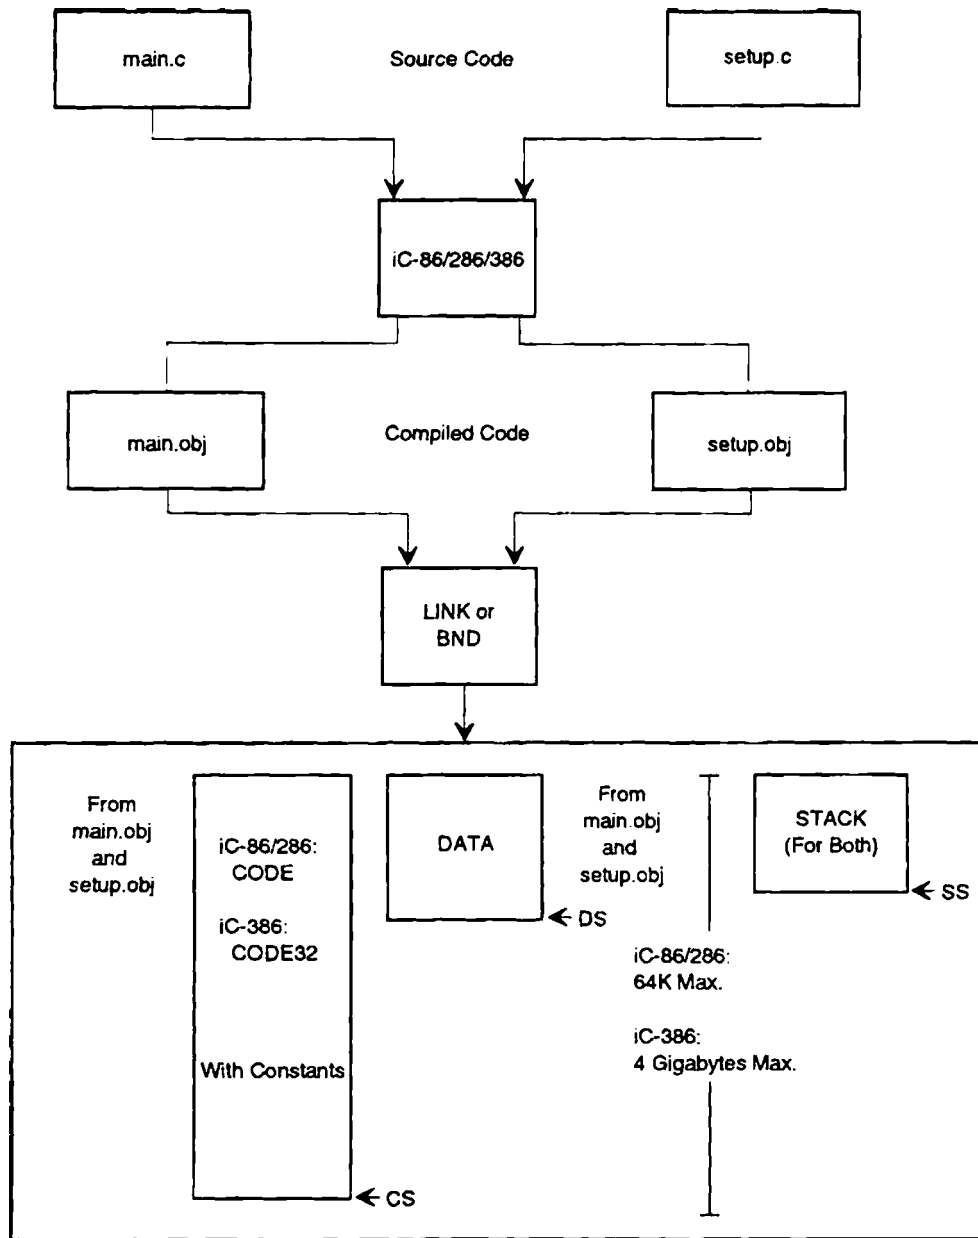 main.c
Source Code
setup.c
iC-86/286/386
main.obj
Compiled Code
setup.obj
LINK or
BND
From
main.obj
and
setup.obj
iC-86/286:
CODE
iC-386:
CODE32
With Constants
← CS
DATA
← DS
From
main.obj
and
setup.obj
iC-86/286:
64K Max.
iC-386:
4 Gigabytes Max.
STACK
(For Both)
← SS